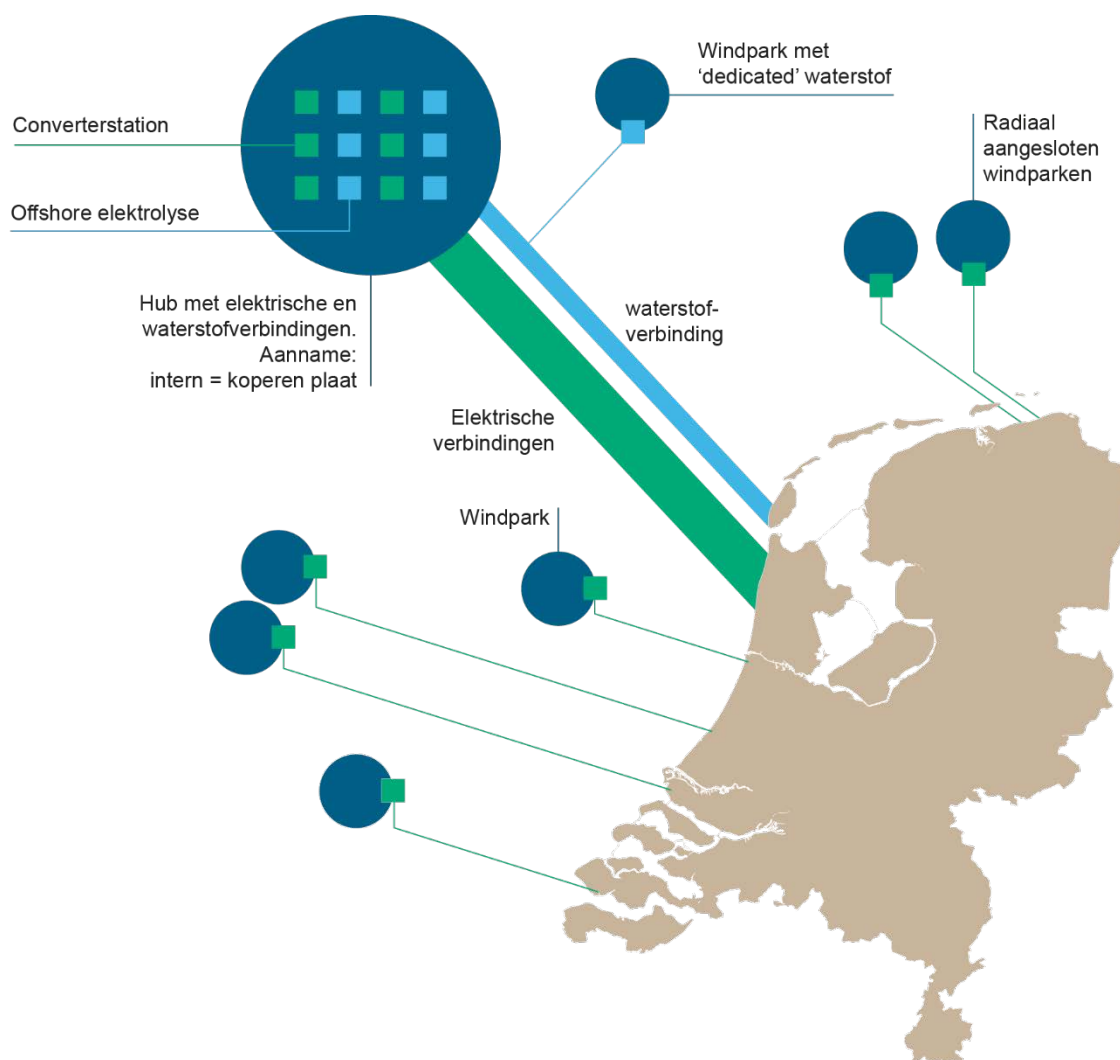 Windpark met
‘dedicated’ waterstof
Converterstation
Radiaal
aangesloten
windparken
Offshore elektrolyse
Hub met elektrische en
waterstofverbindingen.
Aanname:
intern = koperen plaat
waterstof-
verbinding
Elektrische
verbindingen
Windpark